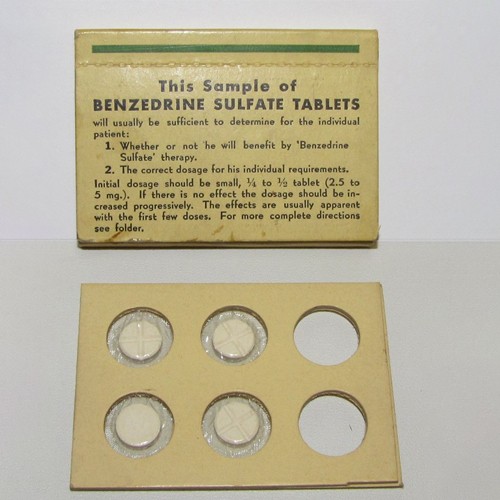 This Sample of
BENZEDRINE SULFATE TABLETS
will usually be sufficient to determine for the individual
patient:
1. Whether or not he will benefit by 'Benzedrine
Sulfate' therapy.
2. The correct dosage for his individual requirements.
Initial dosage should be small, ¼ to ½ tablet (2.5 to
5 mg.). If there is no effect the dosage should be in-
creased progressively. The effects are usually apparent
with the first few doses. For more complete directions
see folder.